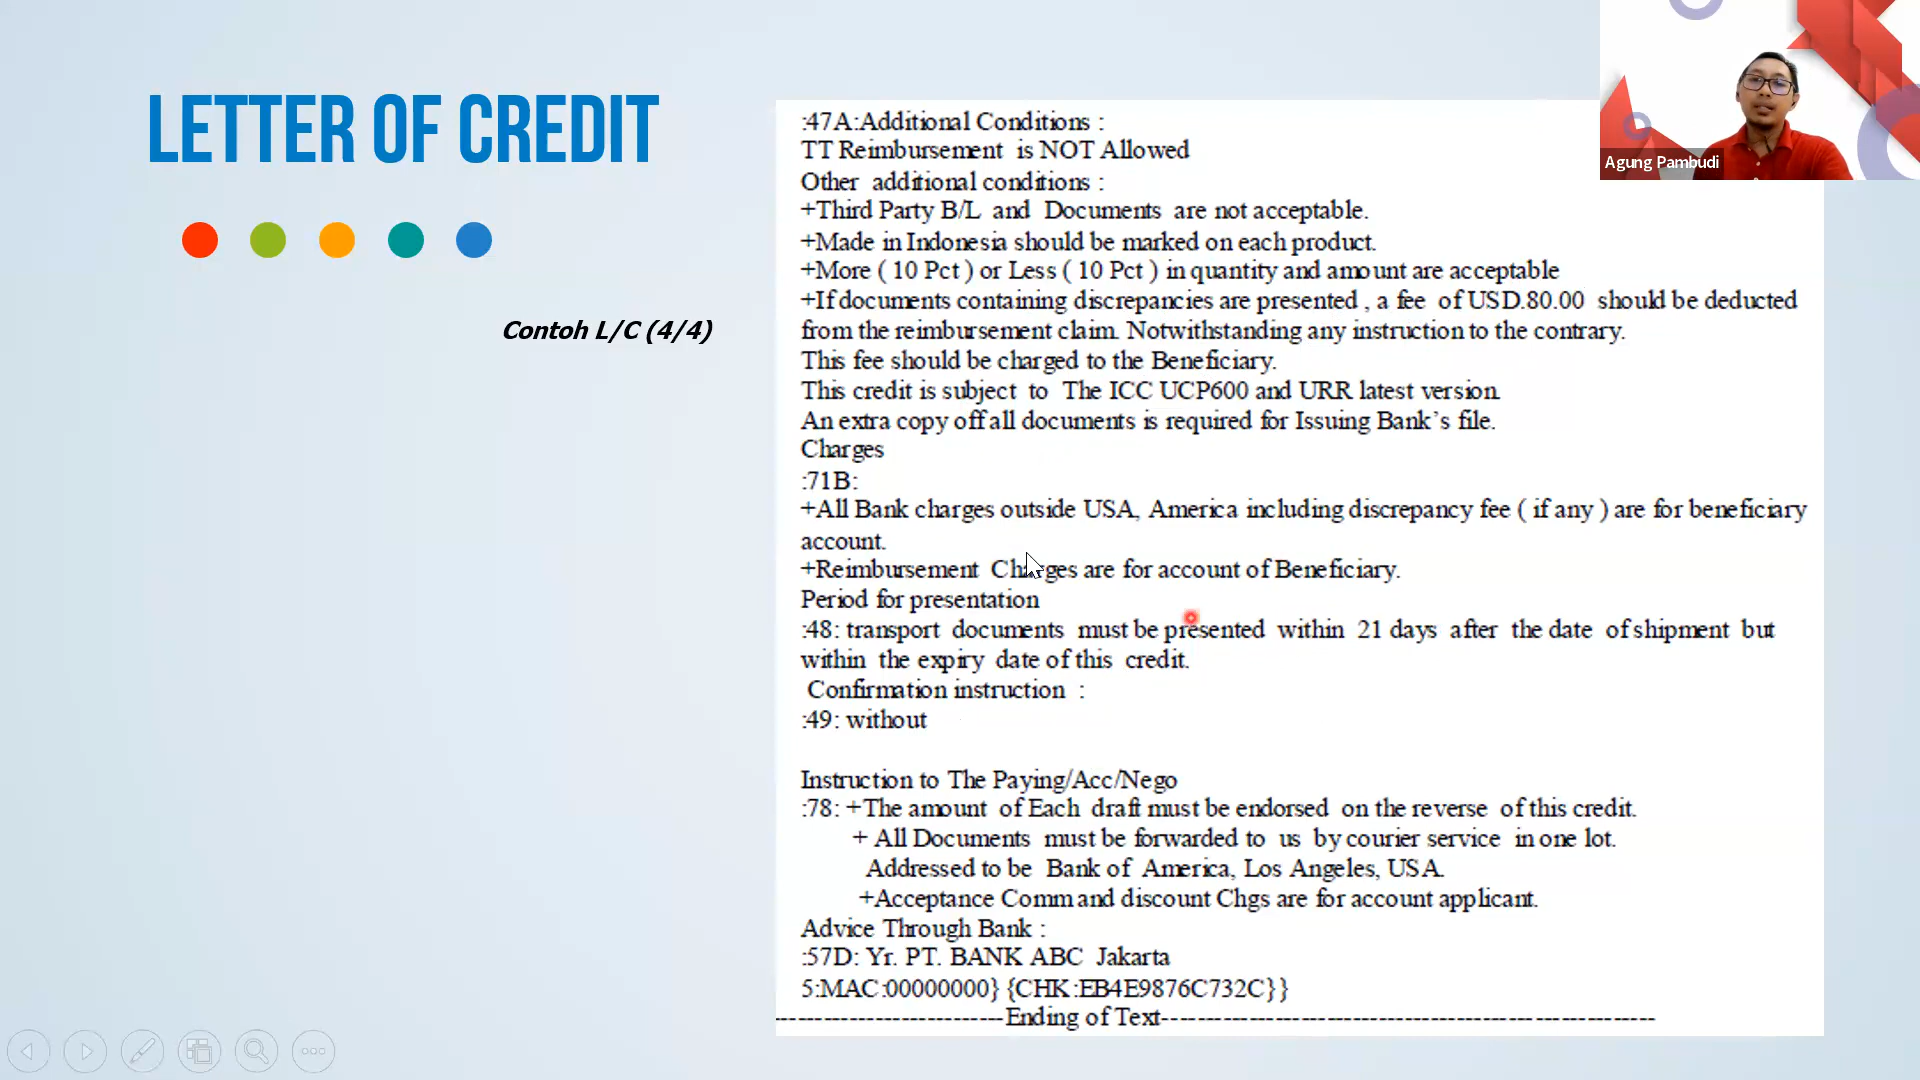 LETTER OF CREDIT
Contoh L/C (4/4)
:47A:Additional Conditions :
TT Reimbursement is NOT Allowed
Other additional conditions :
+Third Party B/L and Documents are not acceptable.
+Made in Indonesia should be marked on each product.
+More ( 10 Pct ) or Less ( 10 Pct ) in quantity and amount are acceptable
+If documents containing discrepancies are presented , a fee of USD.80.00 should be deducted
from the reimbursement claim. Notwithstanding any instruction to the contrary.
This fee should be charged to the Beneficiary.
This credit is subject to The ICC UCP600 and URR latest version.
An extra copy off all documents is required for Issuing Bank's file.
Charges
:71B:
+All Bank charges outside USA, America including discrepancy fee ( if any ) are for beneficiary
account.
+Reimbursement Charges are for account of Beneficiary.
Period for presentation
:48: transport documents must be presented within 21 days after the date of shipment but
within the expiry date of this credit.
Confirmation instruction :
:49: without
Instruction to The Paying/Acc/Nego
:78: +The amount of Each draft must be endorsed on the reverse of this credit.
+ All Documents must be forwarded to us by courier service in one lot.
Addressed to be Bank of America, Los Angeles, USA.
+Acceptance Comm and discount Chgs are for account applicant.
Advice Through Bank :
:57D: Yr. PT. BANK ABC Jakarta
5:MAC:00000000} {CHK:EB4E9876C732C}}
---------------------------Ending of Text----------------------------------------------------------
Agung Pambudi